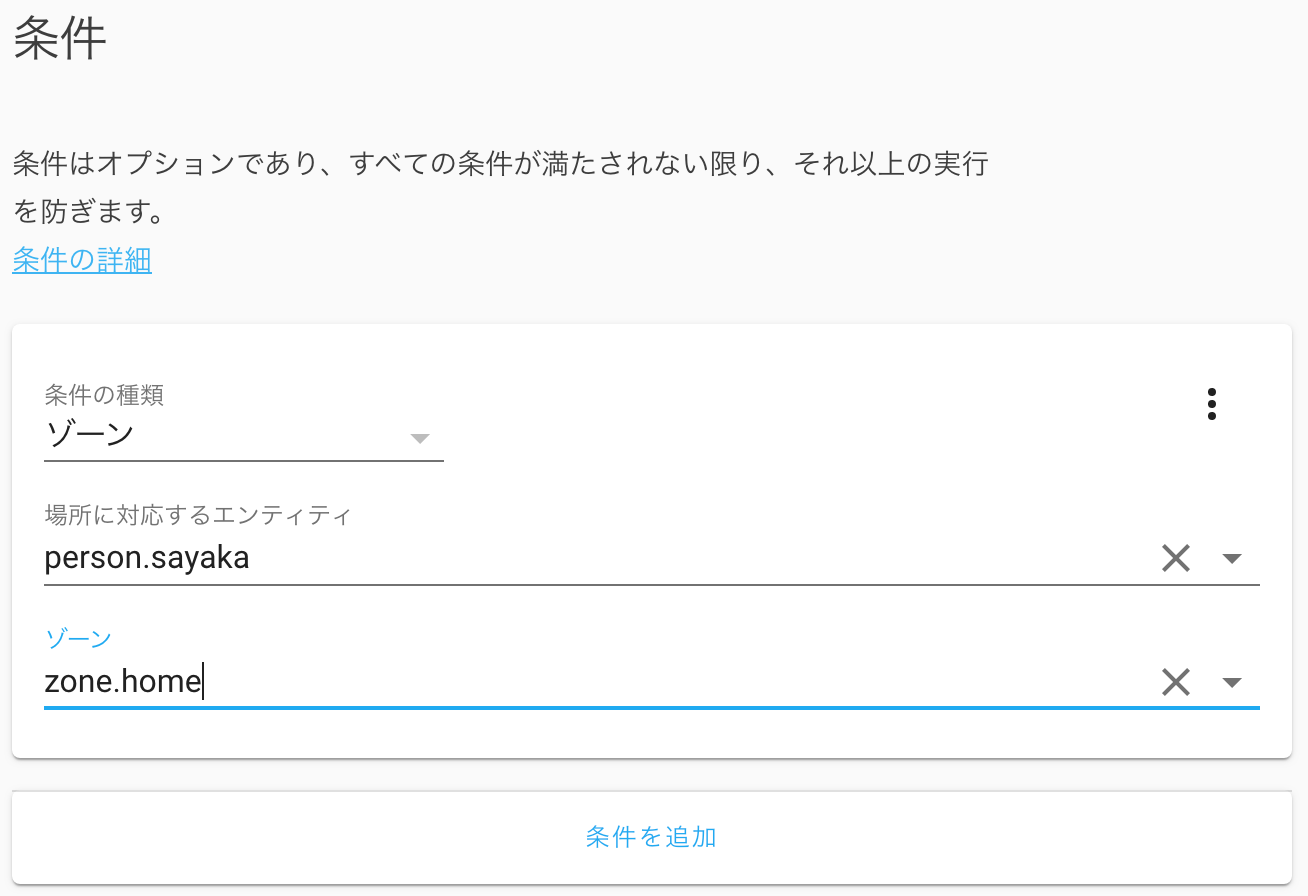 条件
条件はオプションであり、すべての条件が満たされない限り、それ以上の実行
を防ぎます。
条件の詳細
条件の種類
ゾーン
場所に対応するエンティティ
person.sayaka
ゾーン
zone.home
条件を追加